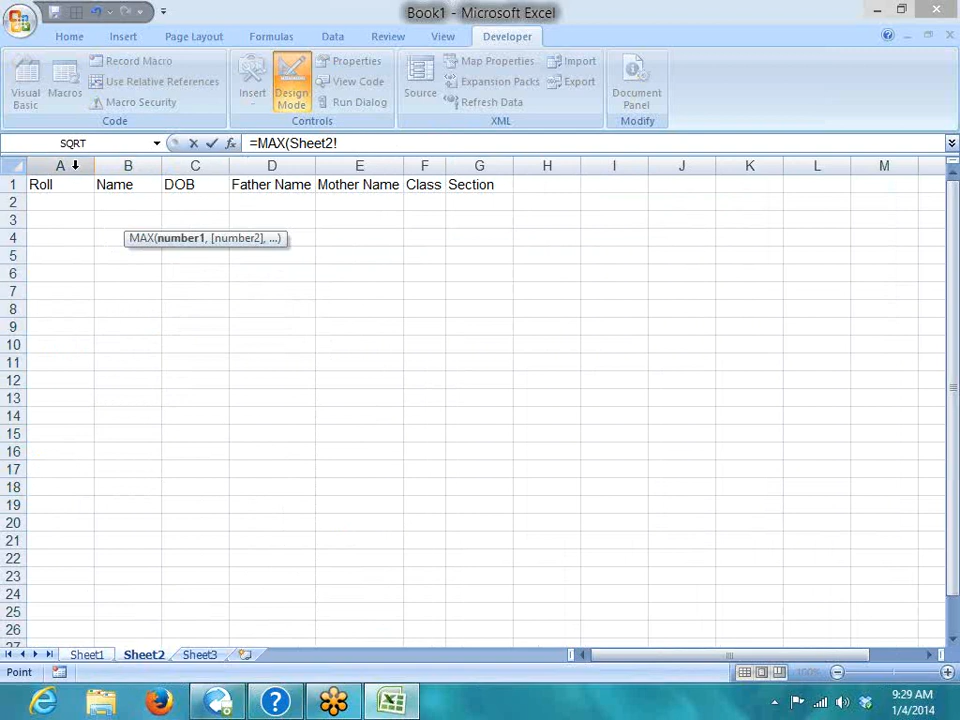 Book1 - Microsoft Excel
Home Insert Page Layout Formulas Data Review View Developer
Visual Basic
Macros
Record Macro
Use Relative References
Macro Security
Code
Insert
Design Mode
Properties
View Code
Run Dialog
Controls
Source
Map Properties
Expansion Packs
Refresh Data
Import
Export
XML
Document Panel
Modify
SQRT fx =MAX(Sheet2!
A B C D E F G H I J K L M
1 Roll Name DOB Father Name Mother Name Class Section
2
3
4 MAX(number1, [number2], ...)
5
6
7
8
9
10
11
12
13
14
15
16
17
18
19
20
21
22
23
24
25
26
27
Sheet1 Sheet2 Sheet3
Point 100%
9:29 AM
1/4/2014